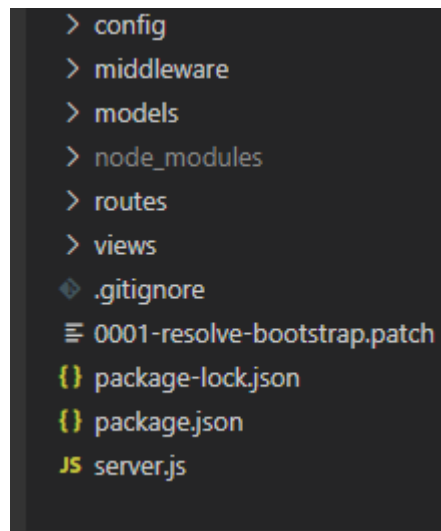 config
middleware
models
node_modules
routes
views
.gitignore
0001-resolve-bootstrap.patch
{} package-lock.json
{} package.json
JS server.js